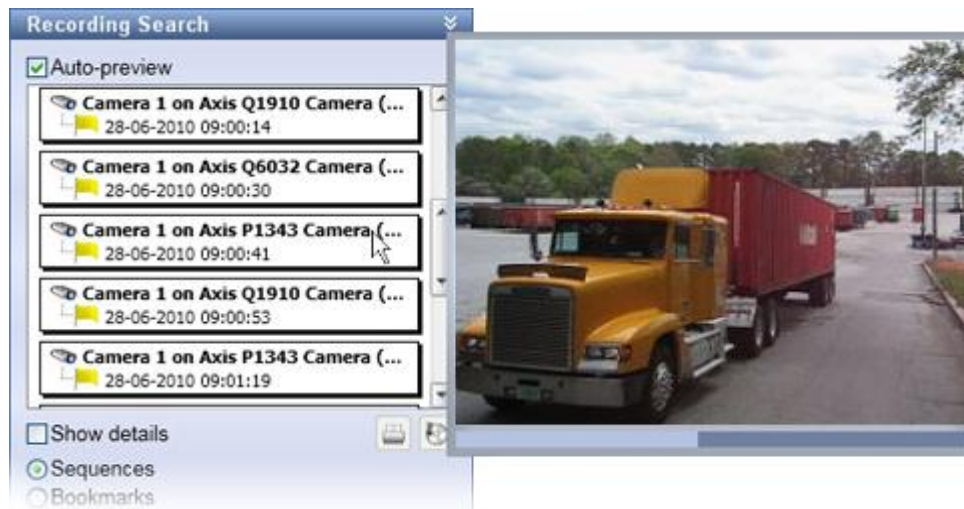 Recording Search
Auto-preview
Camera 1 on Axis Q1910 Camera (...
28-06-2010 09:00:14
Camera 1 on Axis Q6032 Camera (...
28-06-2010 09:00:30
Camera 1 on Axis P1343 Camera (...
28-06-2010 09:00:41
Camera 1 on Axis Q1910 Camera (...
28-06-2010 09:00:53
Camera 1 on Axis P1343 Camera (...
28-06-2010 09:01:19
Show details
Sequences
Bookmarks